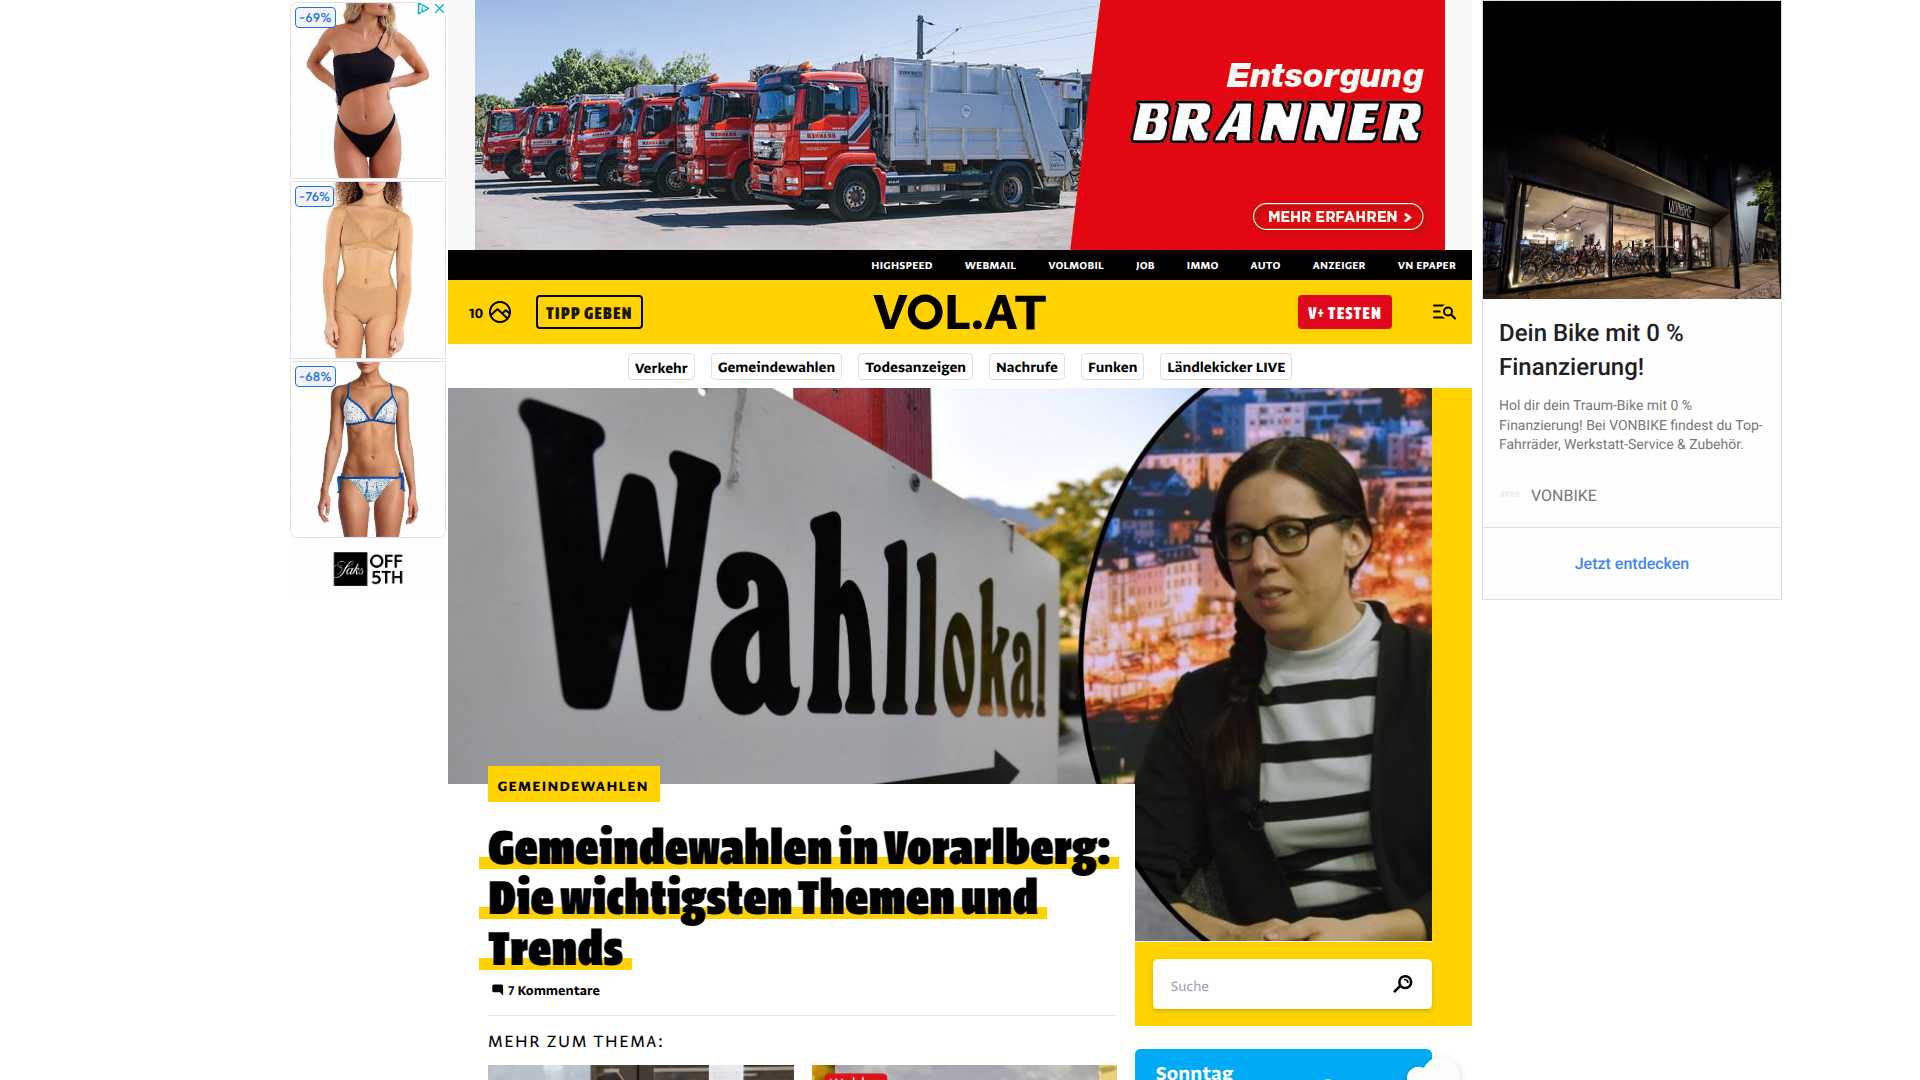 -69%
-76%
-68%
Saks
OFF
5TH
Entsorgung
BRANNER
MEHR ERFAHREN >
HIGHSPEED WEBMAIL VOLMOBIL JOB IMMO AUTO ANZEIGER VN EPAPER
10 TIPP GEBEN VOL.AT V+ TESTEN
Verkehr Gemeindewahlen Todesanzeigen Nachrufe Funken Ländlekicker LIVE
Wahllokal
GEMEINDEWAHLEN
Gemeindewahlen in Vorarlberg:
Die wichtigsten Themen und
Trends
7 Kommentare
MEHR ZUM THEMA:
Suche
Sonntag
VONBIKE
Dein Bike mit 0 %
Finanzierung!
Hol dir dein Traum-Bike mit 0 %
Finanzierung! Bei VONBIKE findest du Top-
Fahrräder, Werkstatt-Service & Zubehör.
VONBIKE
Jetzt entdecken